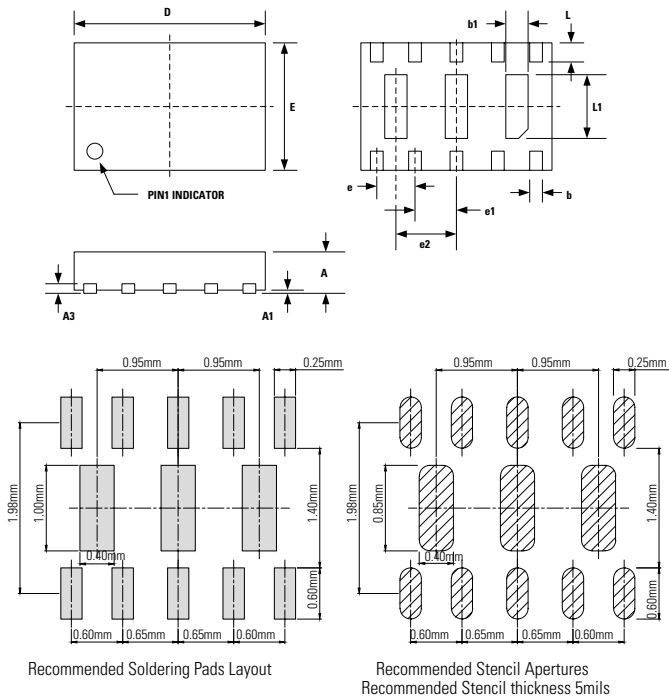 D
b1
L
E
L1
PIN1 INDICATOR
e
b
e1
e2
A
A3
A1
0.95mm
0.95mm
0.25mm
1.98mm
1.00mm
1.40mm
0.40mm
0.60mm
0.60mm
0.65mm
0.65mm
0.60mm
Recommended Soldering Pads Layout
0.95mm
0.95mm
0.25mm
1.98mm
0.85mm
1.40mm
0.40mm
0.60mm
0.60mm
0.65mm
0.65mm
0.60mm
Recommended Stencil Apertures
Recommended Stencil thickness 5mils